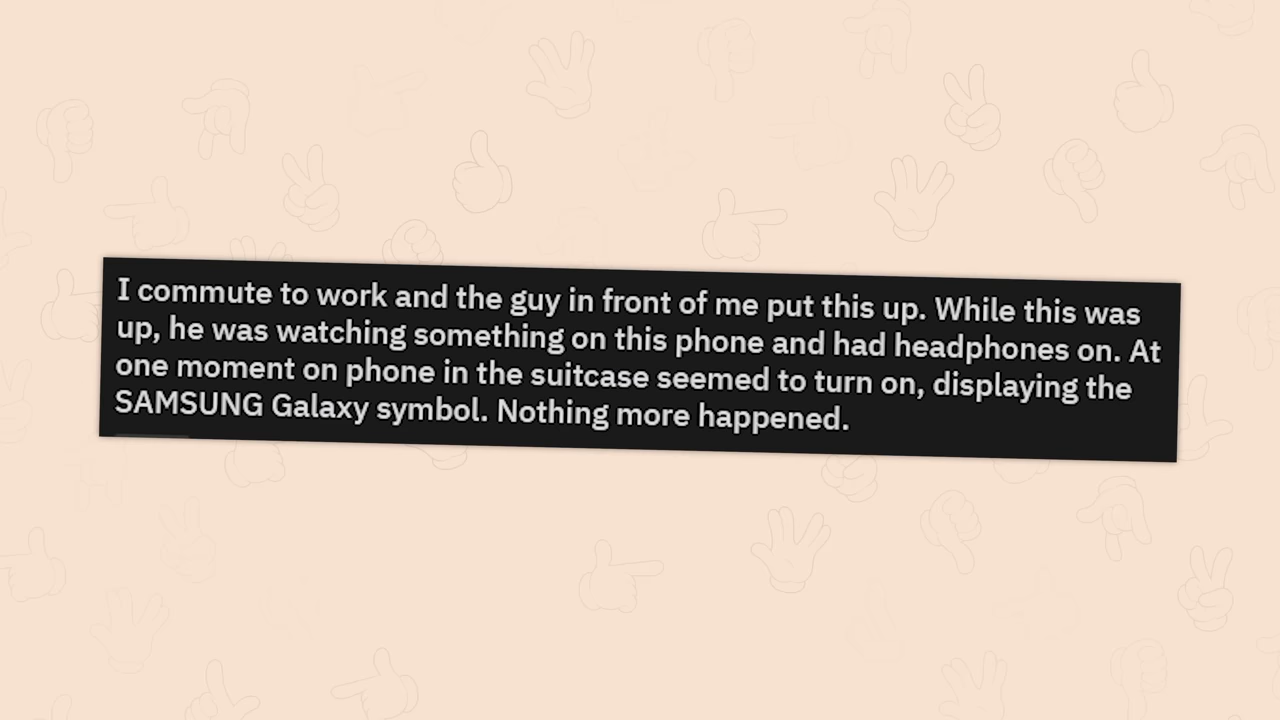 I commute to work and the guy in front of me put this up. While this was
up, he was watching something on this phone and had headphones on. At
one moment on phone in the suitcase seemed to turn on, displaying the
SAMSUNG Galaxy symbol. Nothing more happened.